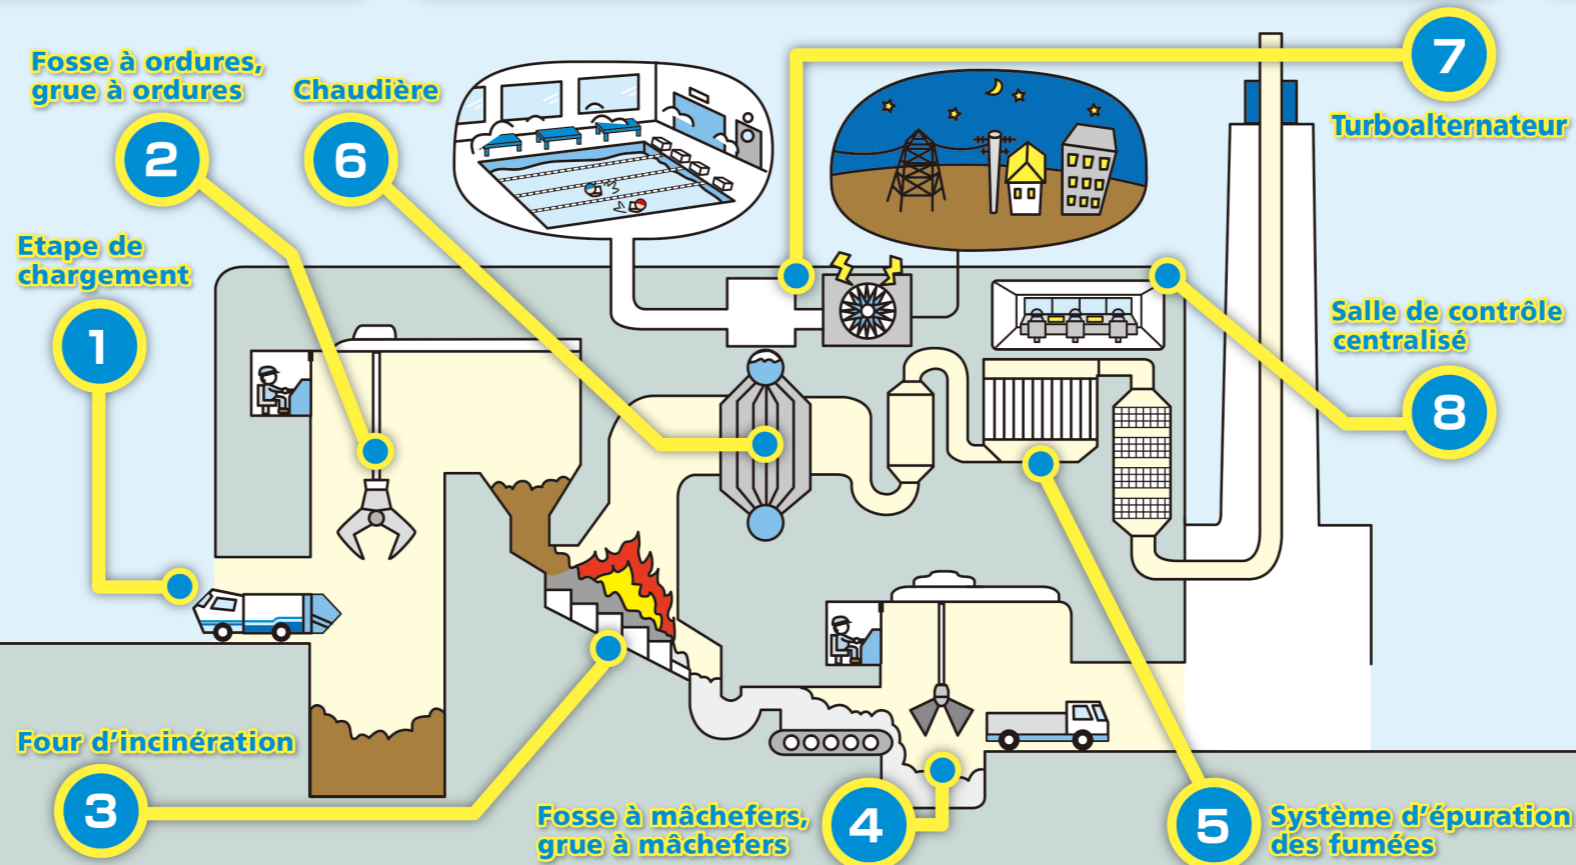 1
Etape de
chargement
2
Fosse à ordures,
grue à ordures
3
Four d’incinération
4
Fosse à mâchefers,
grue à mâchefers
5
Système d’épuration
des fumées
6
Chaudière
7
Turboalternateur
8
Salle de contrôle
centralisé